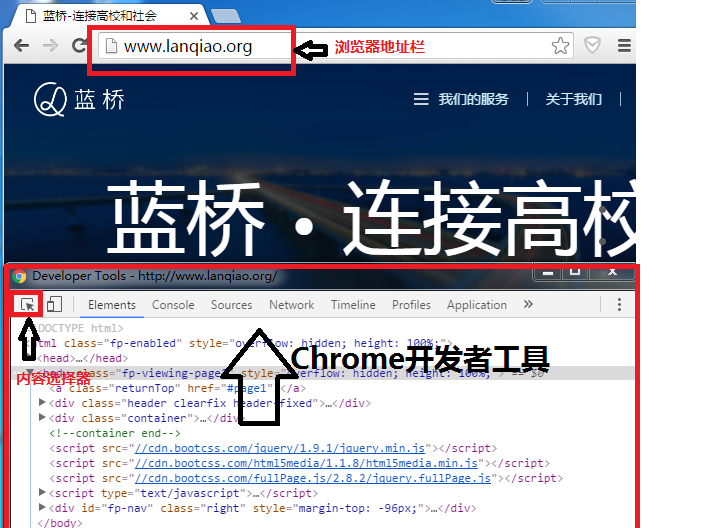 蓝桥-连接高校和社会
www.lanqiao.org
浏览器地址栏
蓝桥
我们的服务
关于我们
蓝桥·连接高校
Developer Tools - http://www.lanqiao.org/
Elements Console Sources Network Timeline Profiles Application »
DOCTYPE html>
tml class="fp-enabled" style="overflow: hidden; height: 100%;">
<head>…</head>
Chrome开发者工具
<body class="fp-viewing-page" style="overflow: hidden; height: 100%; == $0
内容选择器
<a class="returnTop" href="#page1" </a>
<div class="header clearfix header-fixed">…</div>
<div class="container">…</div>
<!--container end-->
<script src="//cdn.bootcss.com/jquery/1.9.1/jquery.min.js"></script>
<script src="//cdn.bootcss.com/html5media/1.1.8/html5media.min.js"></script>
<script src="//cdn.bootcss.com/fullPage.js/2.8.2/jquery.fullPage.js"></script>
<script type="text/javascript">…</script>
<div id="fp-nav" class="right" style="margin-top: -96px;">…</div>
</body>